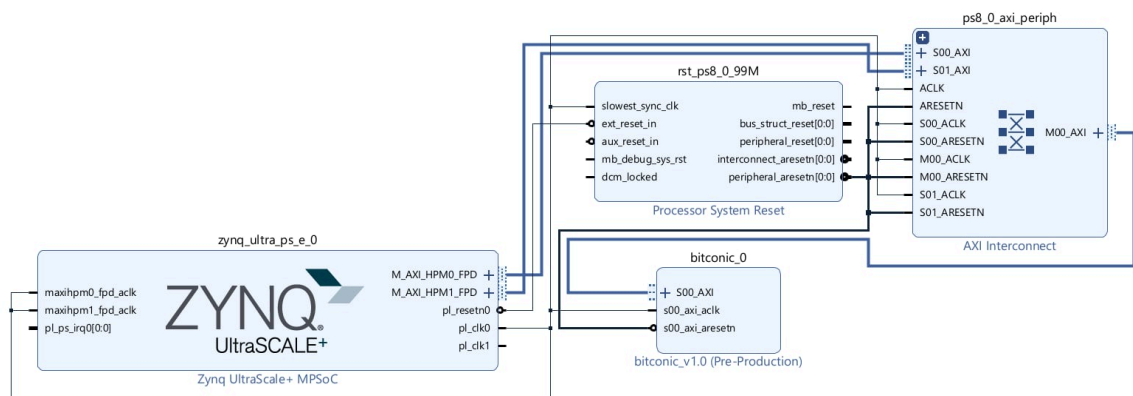 ps8_0_axi_periph
S00_AXI
S01_AXI
ACLK
ARESETN
S00_ACLK
S00_ARESETN
M00_ACLK
M00_ARESETN
S01_ACLK
S01_ARESETN
M00_AXI
AXI Interconnect
rst_ps8_0_99M
slowest_sync_clk
ext_reset_in
aux_reset_in
mb_debug_sys_rst
dcm_locked
mb_reset
bus_struct_reset[0:0]
peripheral_reset[0:0]
interconnect_aresetn[0:0]
peripheral_aresetn[0:0]
Processor System Reset
zynq_ultra_ps_e_0
maxihpm0_fpd_aclk
maxihpm1_fpd_aclk
pl_ps_irq0[0:0]
ZYNQ®
UltraSCALE+
M_AXI_HPM0_FPD
M_AXI_HPM1_FPD
pl_resetn0
pl_clk0
pl_clk1
Zynq UltraScale+ MPSoC
bitconic_0
S00_AXI
s00_axi_aclk
s00_axi_aresetn
bitconic_v1.0 (Pre-Production)